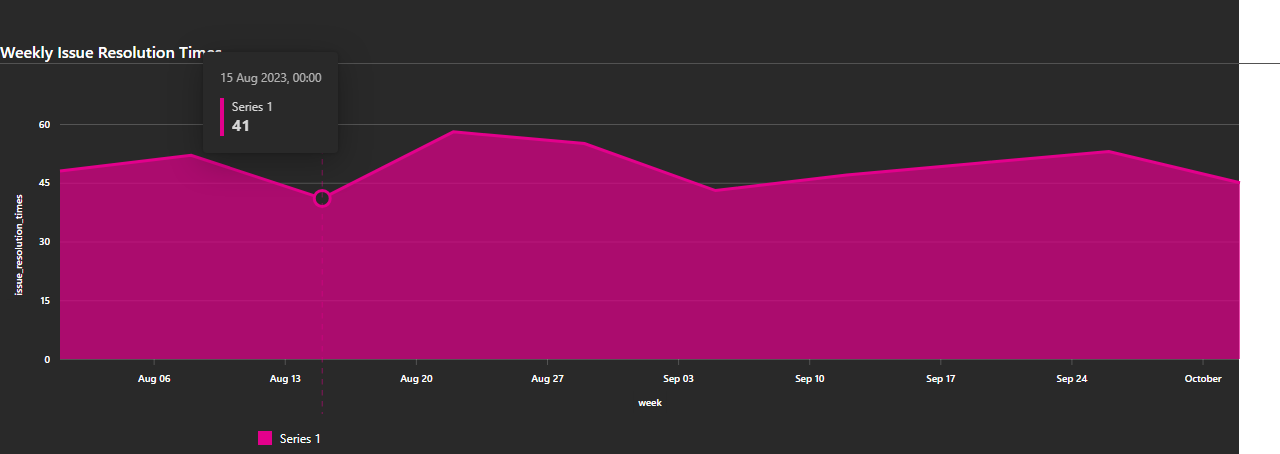 Weekly Issue Resolution Times
15 Aug 2023, 00:00
Series 1
41
60
45
30
15
0
issue_resolution_times
Aug 06 Aug 13 Aug 20 Aug 27 Sep 03 Sep 10 Sep 17 Sep 24 October
week
Series 1